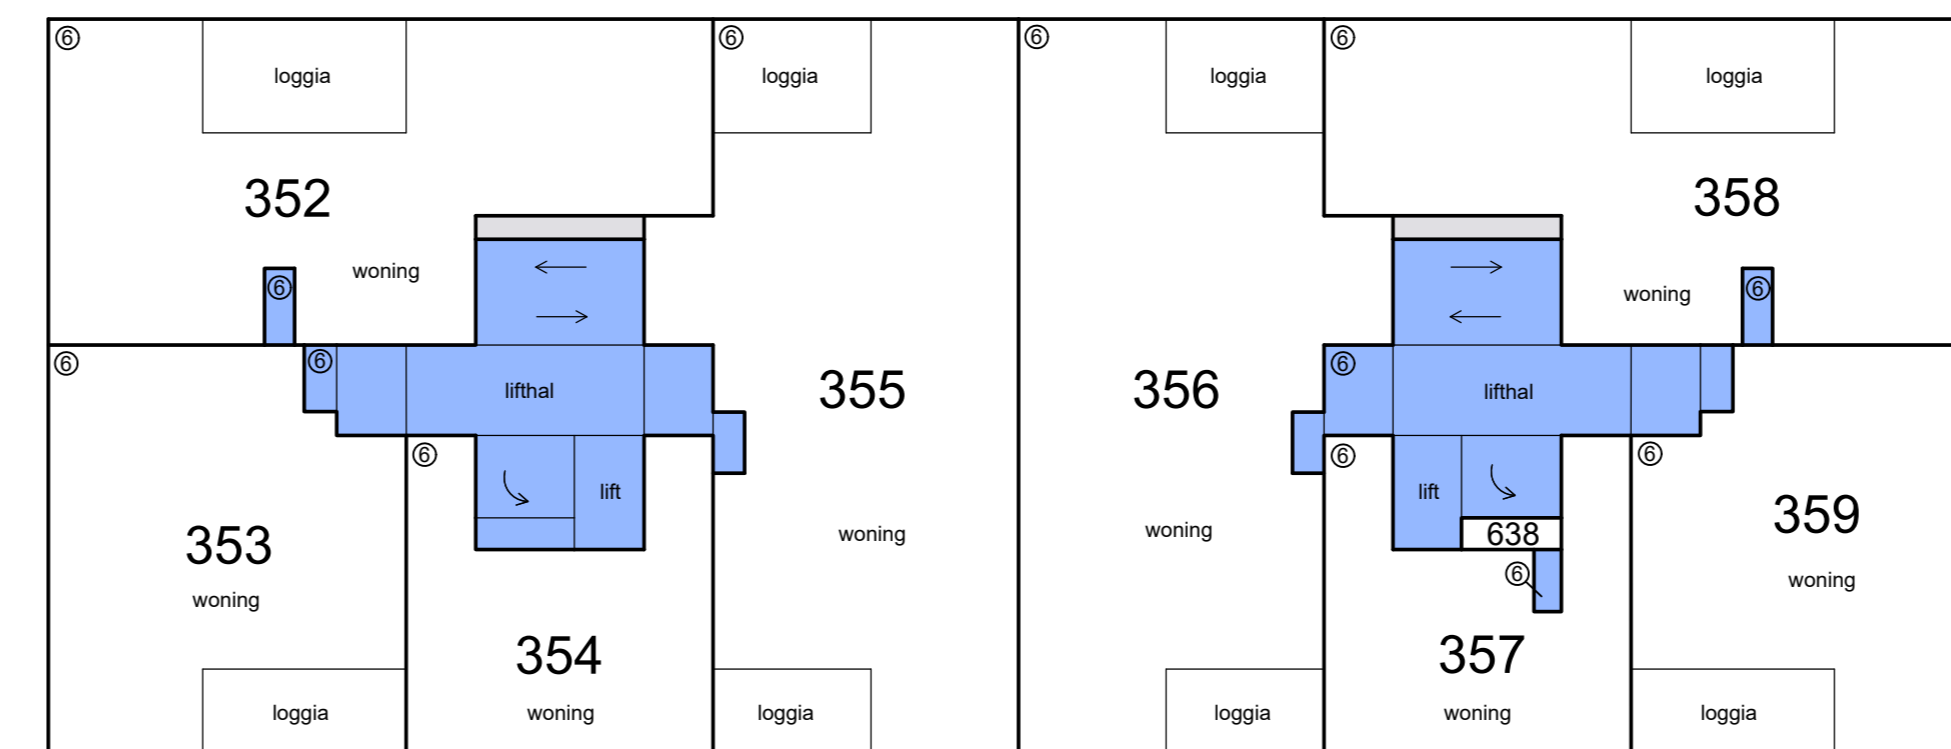 ⑥ ⑥ ⑥ ⑥
loggia loggia loggia loggia
352 358
woning woning
⑥ ⑥
⑥ ⑥ ⑥
lifthal 355 356 lifthal
⑥ ⑥ ⑥
lift lift
353 woning woning 638 359
⑥
woning woning
354 357
loggia woning loggia loggia woning loggia